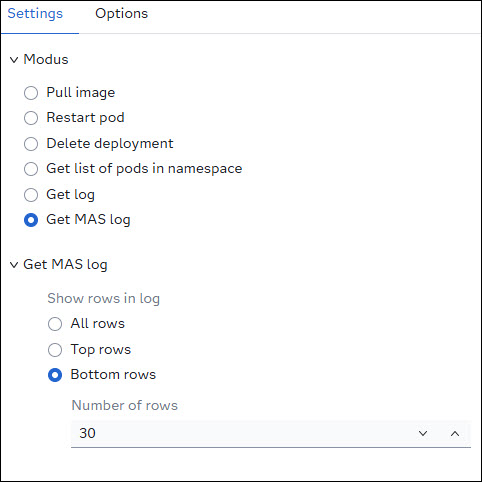 Settings Options
Modus
Pull image
Restart pod
Delete deployment
Get list of pods in namespace
Get log
Get MAS log
Get MAS log
Show rows in log
All rows
Top rows
Bottom rows
Number of rows
30